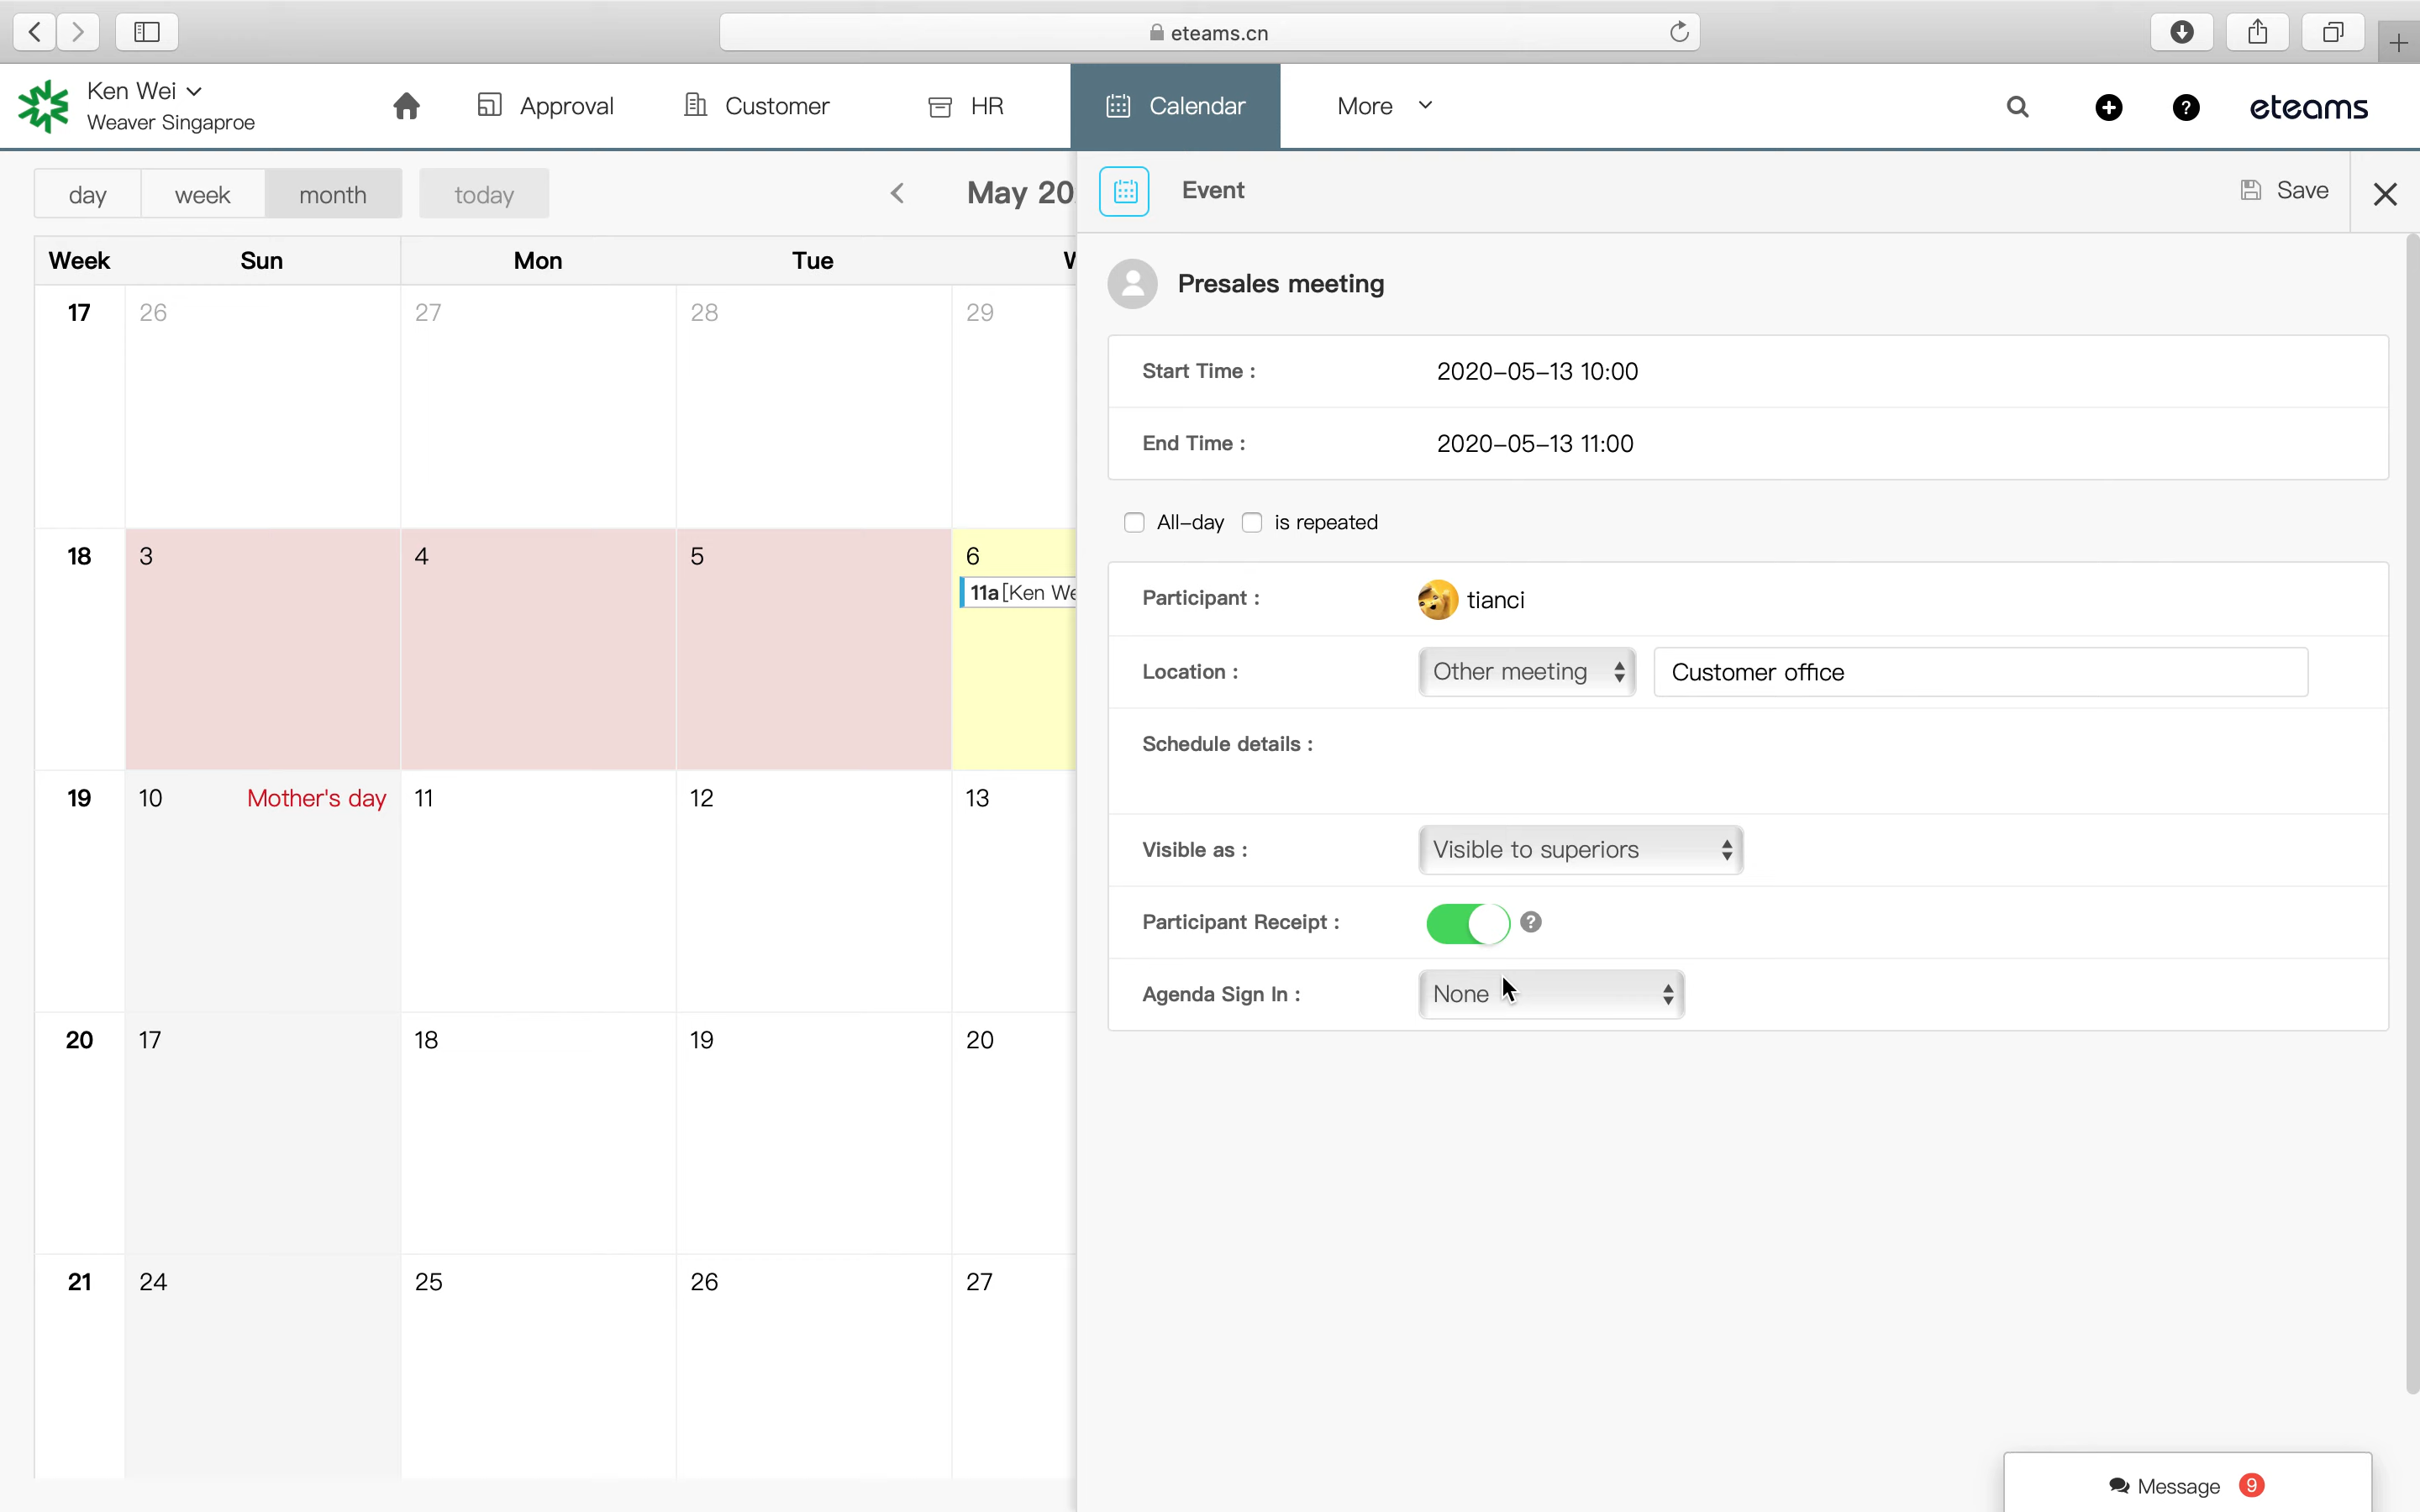 eteams.cn
Ken Wei
Weaver Singaproe
Approval
Customer
HR
Calendar
More
eteams
day
week
month
today
May 20
Event
Save
Week
Sun
Mon
Tue
Presales meeting
17
26
27
28
29
Start Time :
2020-05-13 10:00
End Time :
2020-05-13 11:00
All-day
is repeated
18
3
4
5
6
11a[Ken We
Participant :
tianci
Location :
Other meeting
Customer office
Schedule details :
19
10
Mother's day
11
12
13
Visible as :
Visible to superiors
Participant Receipt :
Agenda Sign In :
None
20
17
18
19
20
21
24
25
26
27
Message
9